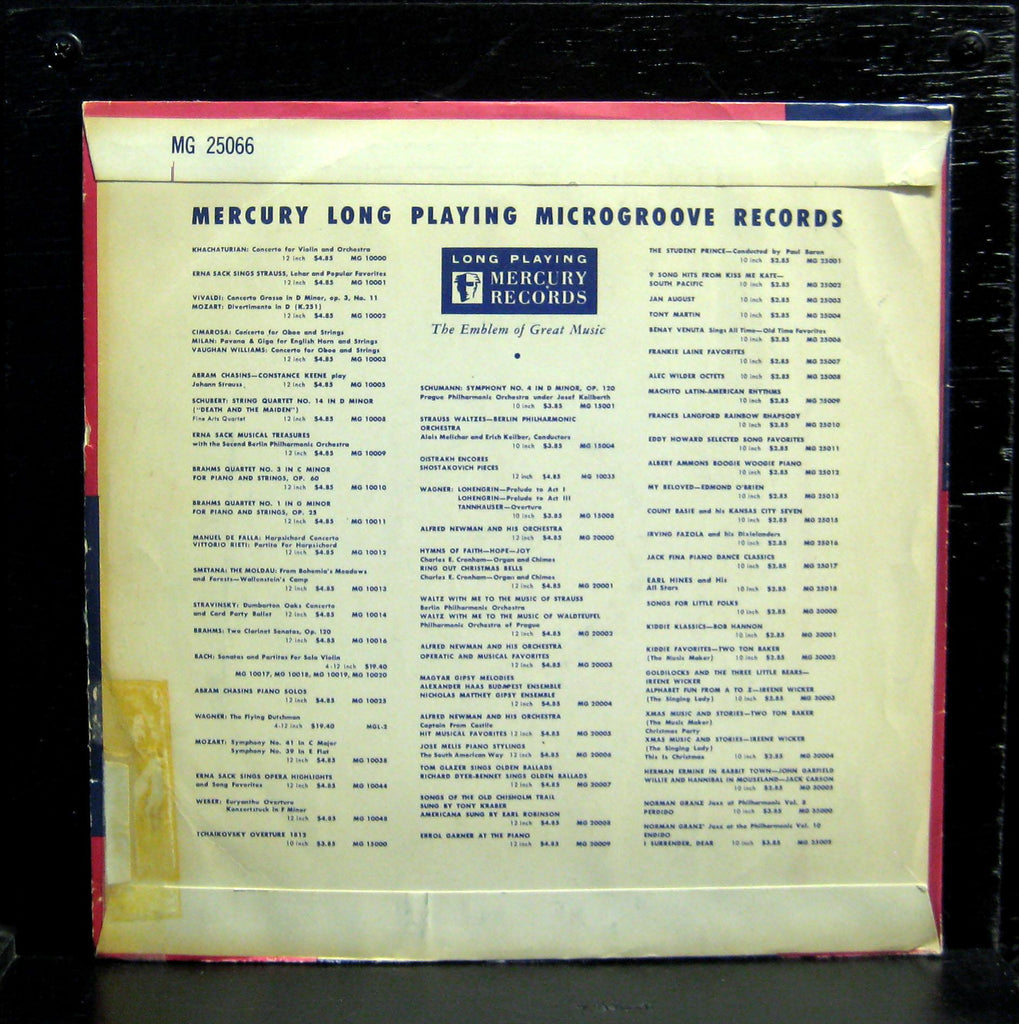 MG 25066
MERCURY LONG PLAYING MICROGROOVE RECORDS
KHACHATURIAN: Concerto for Violin and Orchestra
12 inch $4.85 MG 10000
ERNA SACK SINGS STRAUSS, Lehar and Popular Favorites
12 inch $4.85 MG 10001
VIVALDI: Concerto Grosso in D Minor, op. 3, No. 11
MOZART: Divertimento in D (K.251)
12 inch $4.85 MG 10002
CIMAROSA: Concerto for Oboe and Strings
MILAN: Pavana & Giga for English Horn and Strings
VAUGHAN WILLIAMS: Concerto for Oboe and Strings
12 inch $4.85 MG 10003
ABRAM CHASINS—CONSTANCE KEENE play
Johann Strauss 12 inch $4.85 MG 10005
SCHUBERT: STRING QUARTET NO. 14 IN D MINOR
("DEATH AND THE MAIDEN")
Fine Arts Quartet 12 inch $4.85 MG 10008
ERNA SACK MUSICAL TREASURES
with the Second Berlin Philharmonic Orchestra
12 inch $4.85 MG 10009
BRAHMS QUARTET NO. 3 IN C MINOR
FOR PIANO AND STRINGS, OP. 60
12 inch $4.85 MG 10010
BRAHMS QUARTET NO. 1 IN G MINOR
FOR PIANO AND STRINGS, OP. 25
12 inch $4.85 MG 10011
MANUEL DE FALLA: Harpsichord Concerto
VITTORIO RIETI: Partita For Harpsichord
12 inch $4.85 MG 10012
SMETANA: THE MOLDAU: From Bohemia's Meadows
and Forests—Wallenstein's Camp
12 inch $4.85 MG 10013
STRAVINSKY: Dumbarton Oaks Concerto
and Card Party Ballet 12 inch $4.85 MG 10014
BRAHMS: Two Clarinet Sonatas, Op. 120
12 inch $4.85 MG 10016
BACH: Sonatas and Partitas For Solo Violin
4-12 inch $19.40
MG 10017, MG 10018, MG 10019, MG 10020
ABRAM CHASINS PIANO SOLOS
12 inch $4.85 MG 10025
WAGNER: The Flying Dutchman
4-12 inch $19.40 MGL-2
MOZART: Symphony No. 41 in C Major
Symphony No. 39 in E Flat
12 inch $4.85 MG 10038
ERNA SACK SINGS OPERA HIGHLIGHTS
and Song Favorites 12 inch $4.85 MG 10044
WEBER: Euryanthe Overture
Konzertstuck in F Minor
12 inch $4.85 MG 10048
TCHAIKOVSKY OVERTURE 1812
10 inch $3.85 MG 15000
LONG PLAYING
MERCURY
RECORDS
The Emblem of Great Music
SCHUMANN: SYMPHONY NO. 4 IN D MINOR, OP. 120
Prague Philharmonic Orchestra under Josef Keilberth
10 inch $3.85 MG 15001
STRAUSS WALTZES—BERLIN PHILHARMONIC
ORCHESTRA
Alois Melichar and Erich Kleiber, Conductors
10 inch $3.85 MG 15004
OISTRAKH ENCORES
SHOSTAKOVICH PIECES
12 inch $4.85 MG 10035
WAGNER: LOHENGRIN—Prelude to Act I
LOHENGRIN—Prelude to Act III
TANNHAUSER—Overture
10 inch $3.85 MG 15008
ALFRED NEWMAN AND HIS ORCHESTRA
12 inch $4.85 MG 20000
HYMNS OF FAITH—HOPE—JOY
Charles E. Cronham—Organ and Chimes
RING OUT CHRISTMAS BELLS
Charles E. Cronham—Organ and Chimes
12 inch $4.85 MG 20001
WALTZ WITH ME TO THE MUSIC OF STRAUSS
Berlin Philharmonic Orchestra
WALTZ WITH ME TO THE MUSIC OF WALDTEUFEL
Philharmonic Orchestra of Prague
12 inch $4.85 MG 20002
ALFRED NEWMAN AND HIS ORCHESTRA
OPERATIC AND MUSICAL FAVORITES
12 inch $4.85 MG 20003
MAGYAR GIPSY MELODIES
ALEXANDER HAAS BUDAPEST ENSEMBLE
NICHOLAS MATTHEY GIPSY ENSEMBLE
12 inch $4.85 MG 20004
ALFRED NEWMAN AND HIS ORCHESTRA
Captain From Castile
HIT MUSICAL FAVORITES 12 inch $4.85 MG 20005
JOSE MELIS PIANO STYLINGS
The South American Way 12 inch $4.85 MG 20006
TOM GLAZER SINGS OLDEN BALLADS
RICHARD DYER-BENNET SINGS OLDEN BALLADS
12 inch $4.85 MG 20007
SONGS OF THE OLD CHISHOLM TRAIL
SUNG BY TONY KRABER
AMERICANA SUNG BY EARL ROBINSON
12 inch $4.85 MG 20008
ERROL GARNER AT THE PIANO
12 inch $4.85 MG 20009
THE STUDENT PRINCE—Conducted by Paul Baron
10 inch $2.85 MG 25001
9 SONG HITS FROM KISS ME KATE—
SOUTH PACIFIC 10 inch $2.85 MG 25002
JAN AUGUST 10 inch $2.85 MG 25003
TONY MARTIN 10 inch $2.85 MG 25004
BENAY VENUTA Sings All Time—Old Time Favorites
10 inch $2.85 MG 25006
FRANKIE LAINE FAVORITES
10 inch $2.85 MG 25007
ALEC WILDER OCTETS 10 inch $2.85 MG 25008
MACHITO LATIN-AMERICAN RHYTHMS
10 inch $2.85 MG 25009
FRANCES LANGFORD RAINBOW RHAPSODY
10 inch $2.85 MG 25010
EDDY HOWARD SELECTED SONG FAVORITES
10 inch $2.85 MG 25011
ALBERT AMMONS BOOGIE WOOGIE PIANO
10 inch $2.85 MG 25012
MY BELOVED—EDMOND O'BRIEN
10 inch $2.85 MG 25013
COUNT BASIE and his KANSAS CITY SEVEN
10 inch $2.85 MG 25015
IRVING FAZOLA and his Dixielanders
10 inch $2.85 MG 25016
JACK FINA PIANO DANCE CLASSICS
10 inch $2.85 MG 25017
EARL HINES and His
All Stars 10 inch $2.85 MG 25018
SONGS FOR LITTLE FOLKS
10 inch $2.85 MG 30000
KIDDIE KLASSICS—BOB HANNON
10 inch $2.85 MG 30001
KIDDIE FAVORITES—TWO TON BAKER
(The Music Maker) 10 inch $2.85 MG 30002
GOLDILOCKS AND THE THREE LITTLE BEARS—
IREENE WICKER
ALPHABET FUN FROM A TO Z—IREENE WICKER
(The Singing Lady) 10 inch $2.85 MG 30003
XMAS MUSIC AND STORIES—TWO TON BAKER
(The Music Maker)
Christmas Party
XMAS MUSIC AND STORIES—IREENE WICKER
(The Singing Lady)
This is Christmas 10 inch $2.85 MG 30004
HERMAN ERMINE IN RABBIT TOWN—JOHN GARFIELD
WILLIE AND HANNIBAL IN MOUSELAND—JACK CARSON
10 inch $2.85 MG 30005
NORMAN GRANZ Jazz at Philharmonic Vol. 8
PERDIDO 10 inch $3.85 MG 35000
NORMAN GRANZ' Jazz at the Philharmonic Vol. 10
ENDIDO
I SURRENDER, DEAR 10 inch $3.85 MG 35002